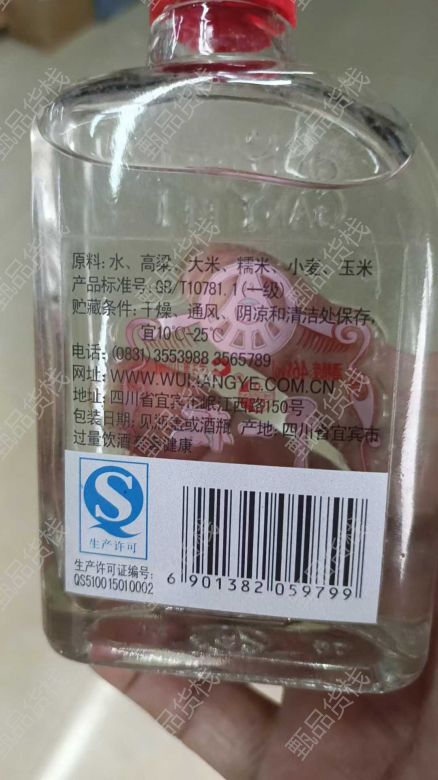 原料:水、高粱、大米、糯米、小麦、玉米
产品标准号:GB/T10781.1(一级)
贮藏条件:干燥、通风、阴凉和清洁处保存,
宜10℃-25℃
电话:(0831)3553988 3565789
网址:WWW.WULIANGYE.COM.CN
地址:四川省宜宾市岷江西路150号
包装日期:见瓶盖或酒瓶 产地:四川省宜宾市
过量饮酒有害健康
生产许可
生产许可证编号:
QS510015010002
6 901382 059799
甄品货栈